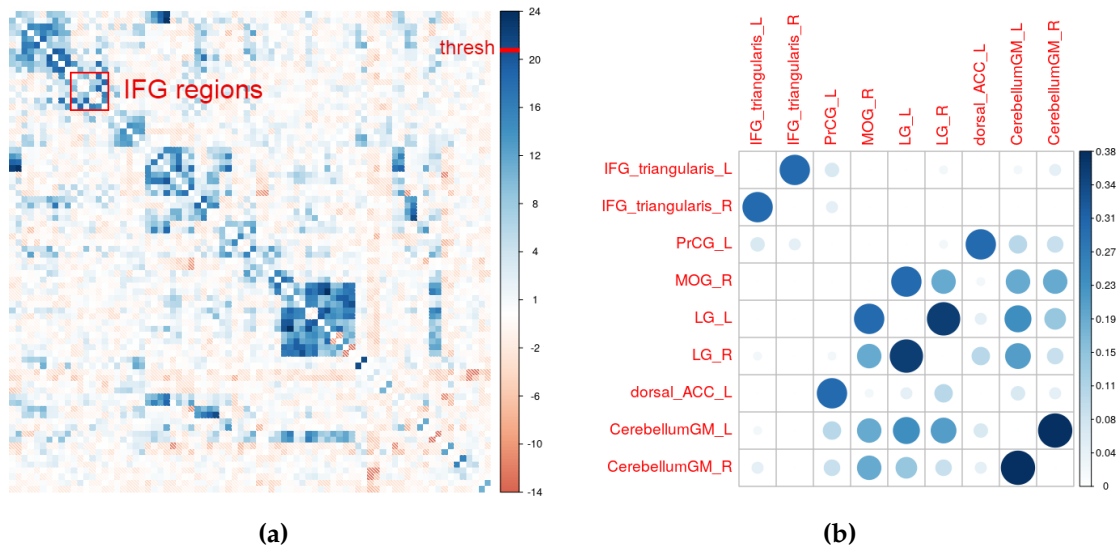 24
thresh
20
IFG regions
16
12
8
4
1
-2
-6
-10
-14
(a)
IFG_triangularis_L
IFG_triangularis_R
PrCG_L
MOG_R
LG_L
LG_R
dorsal_ACC_L
CerebellumGM_L
CerebellumGM_R
IFG_triangularis_L
IFG_triangularis_R
PrCG_L
MOG_R
LG_L
LG_R
dorsal_ACC_L
CerebellumGM_L
CerebellumGM_R
0.38
0.34
0.3
0.27
0.23
0.19
0.15
0.11
0.08
0.04
0
(b)